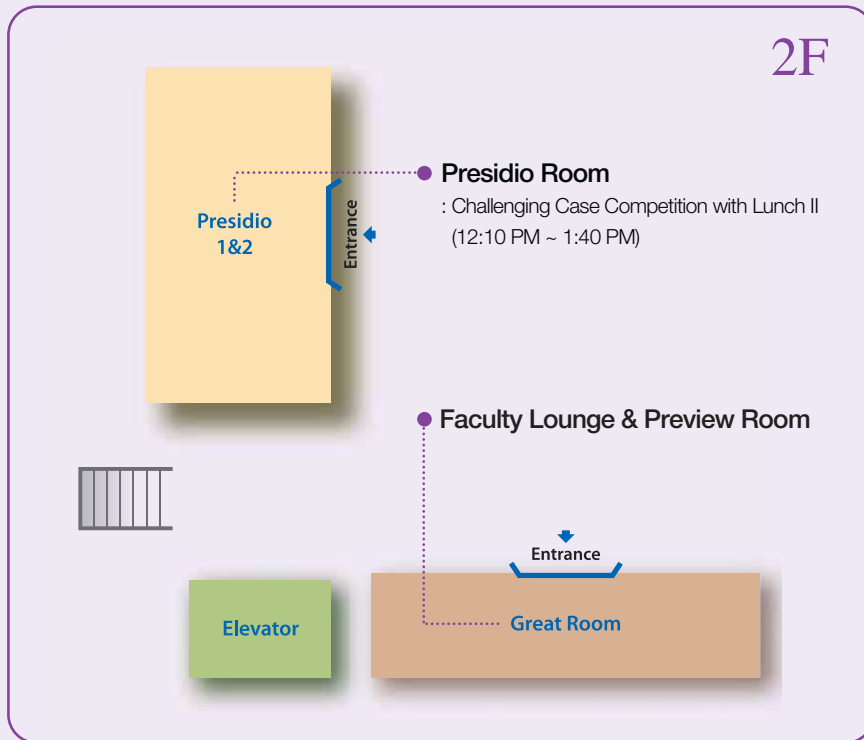 2F
Presidio Room
: Challenging Case Competition with Lunch II
(12:10 PM ~ 1:40 PM)
Presidio
1&2
Entrance
Faculty Lounge & Preview Room
Entrance
Elevator
Great Room